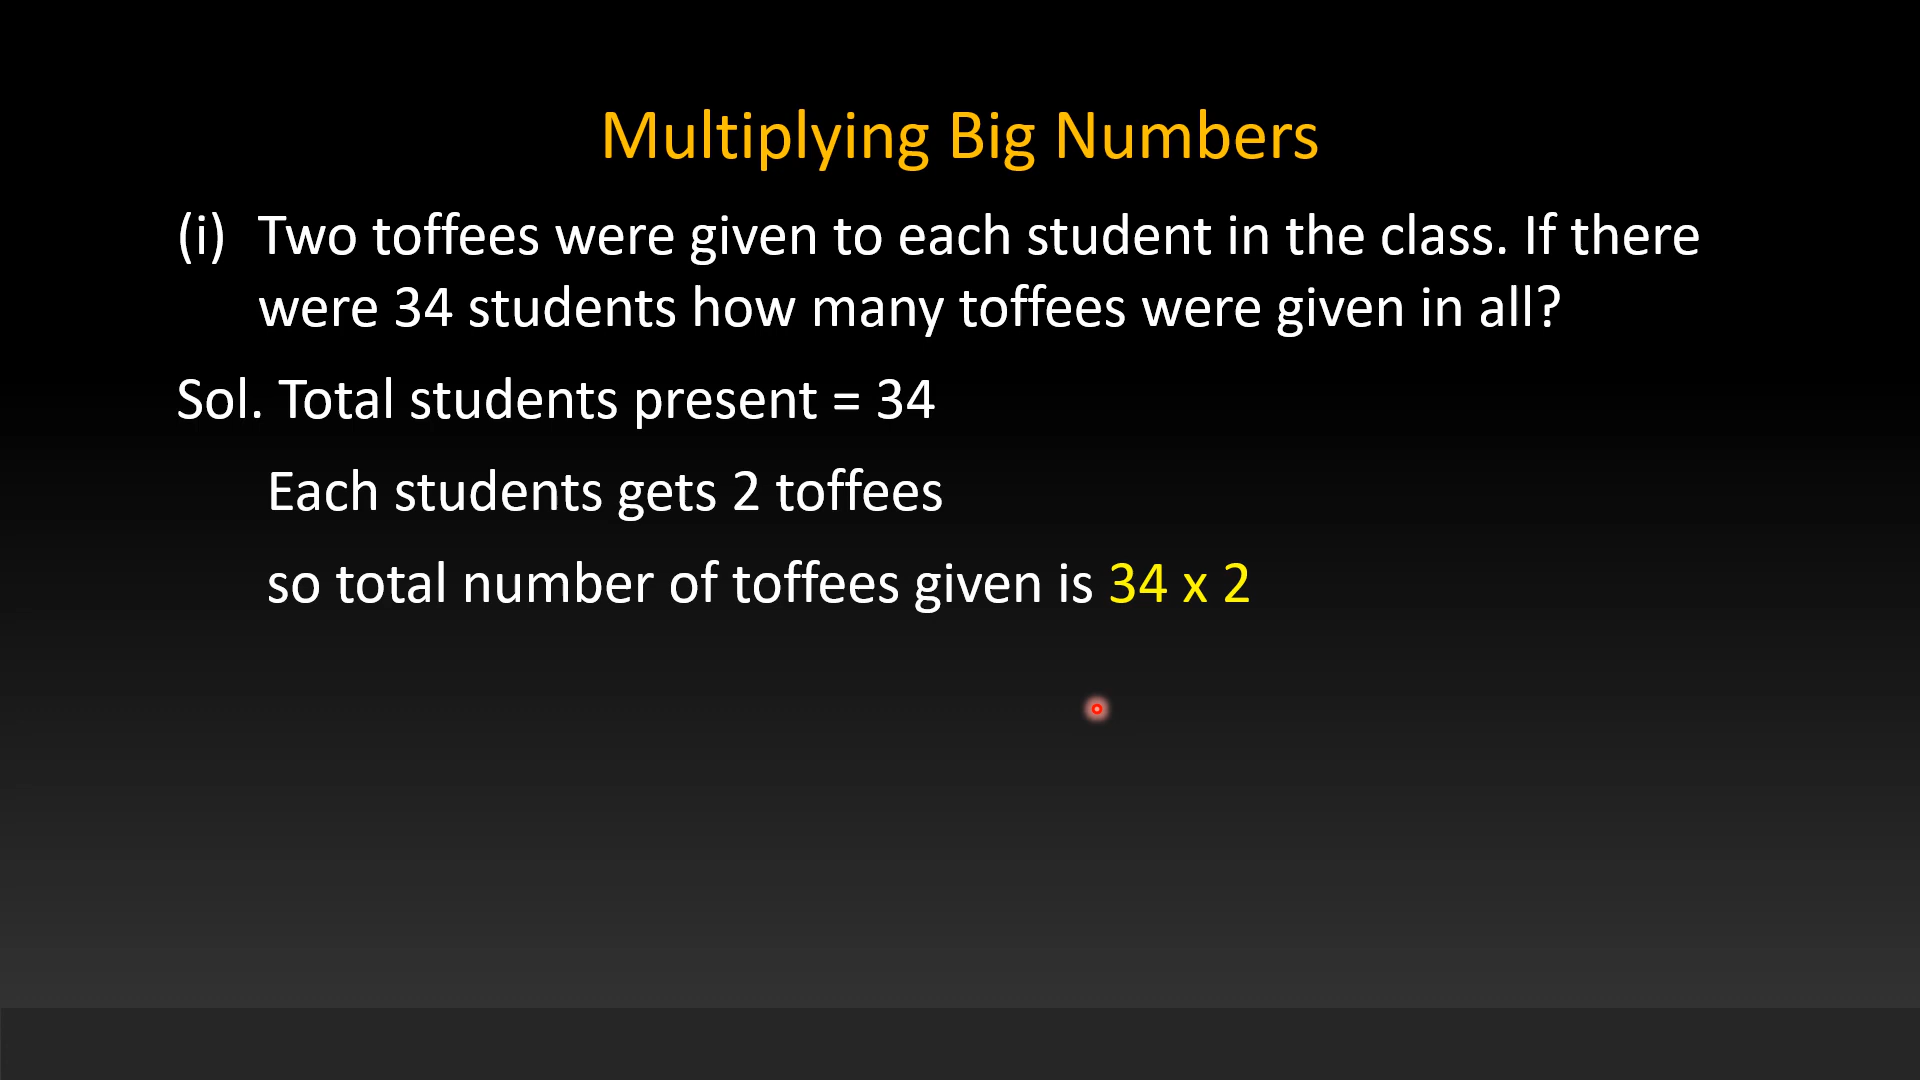 Multiplying Big Numbers
(i) Two toffees were given to each student in the class. If there
were 34 students how many toffees were given in all?
Sol. Total students present = 34
Each students gets 2 toffees
so total number of toffees given is 34 x 2